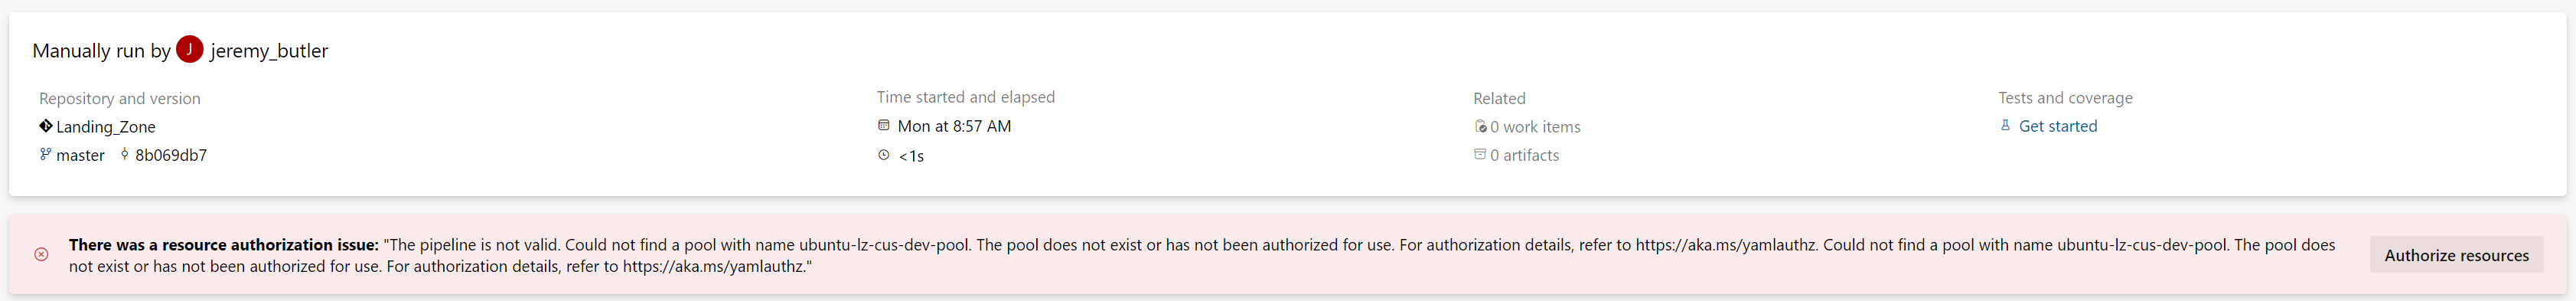 Manually run by J jeremy_butler
Repository and version
Landing_Zone
master 8b069db7
Time started and elapsed
Mon at 8:57 AM
<1s
Related
0 work items
0 artifacts
Tests and coverage
Get started
There was a resource authorization issue: "The pipeline is not valid. Could not find a pool with name ubuntu-lz-cus-dev-pool. The pool does not exist or has not been authorized for use. For authorization details, refer to https://aka.ms/yamlauthz. Could not find a pool with name ubuntu-lz-cus-dev-pool. The pool does
not exist or has not been authorized for use. For authorization details, refer to https://aka.ms/yamlauthz."
Authorize resources